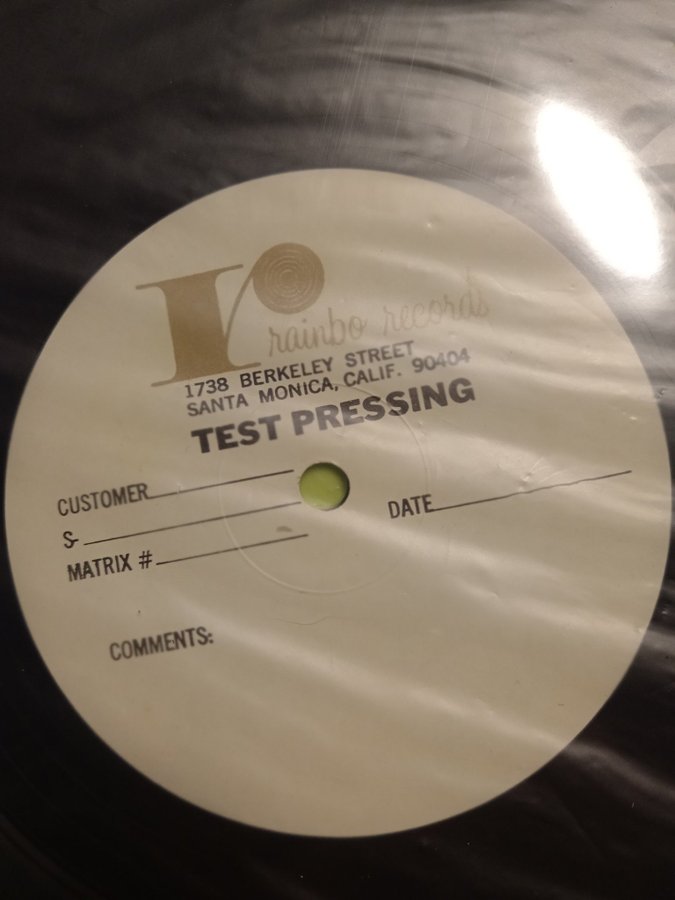 r
rainbo records
1738 BERKELEY STREET
SANTA MONICA, CALIF. 90404
TEST PRESSING
CUSTOMER
DATE
S-
MATRIX #
COMMENTS: